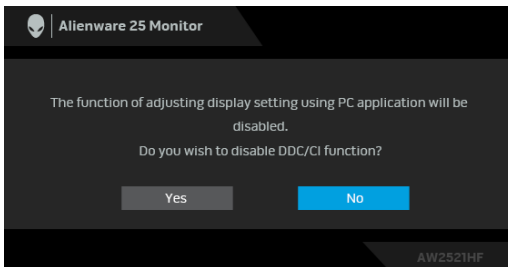 Alienware 25 Monitor
The function of adjusting display setting using PC application will be
disabled.
Do you wish to disable DDC/CI function?
Yes
No
AW2521HF